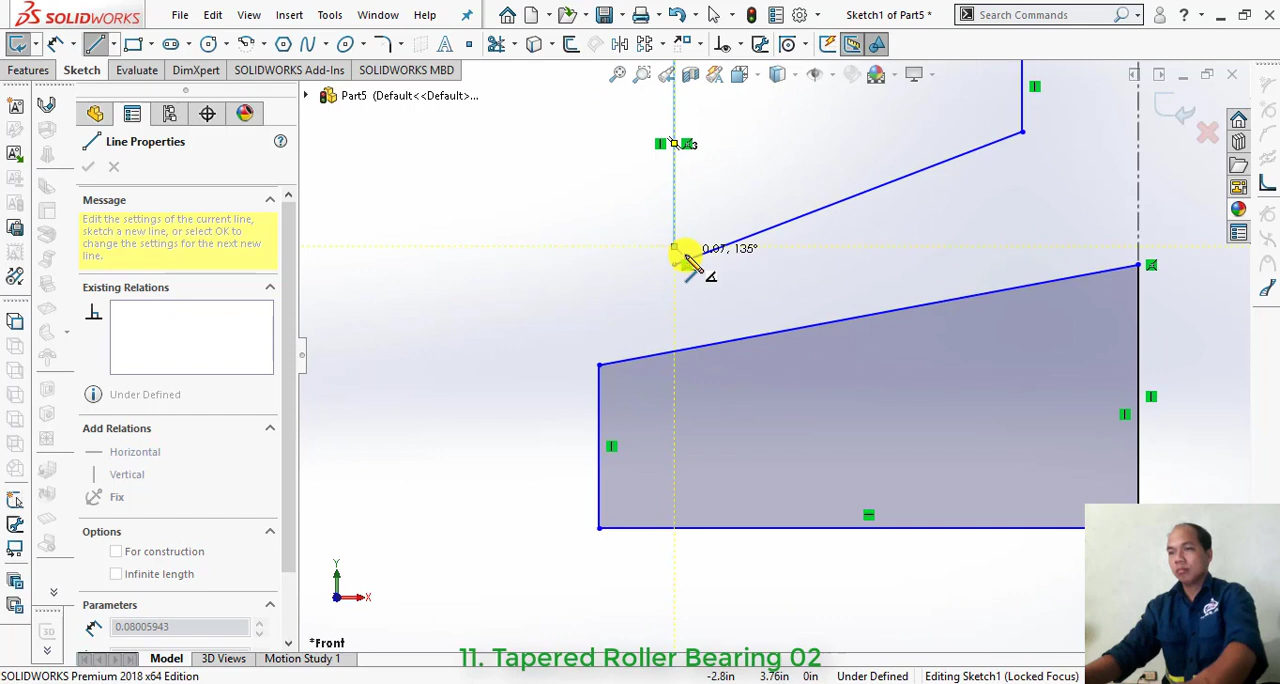 SOLIDWORKS
File
Edit
View
Insert
Tools
Window
Help
Sketch1 of Part5 *
Search Commands
?
Features
Sketch
Evaluate
DimXpert
SOLIDWORKS Add-Ins
SOLIDWORKS MBD
Part5 (Default<<Default>...
Line Properties
?
Message
Edit the settings of the current line,
sketch a new line, or select OK to
change the settings for the next new
line.
Existing Relations
Under Defined
Add Relations
Horizontal
Vertical
Fix
Options
For construction
Infinite length
Parameters
0.08005943
3
0.07, 135°
Y
X
*Front
3D
11. Tapered Roller Bearing 02
Model
3D Views
Motion Study 1
SOLIDWORKS Premium 2018 x64 Edition
-2.8in
3.76in
0in
Under Defined
Editing Sketch1 (Locked Focus)